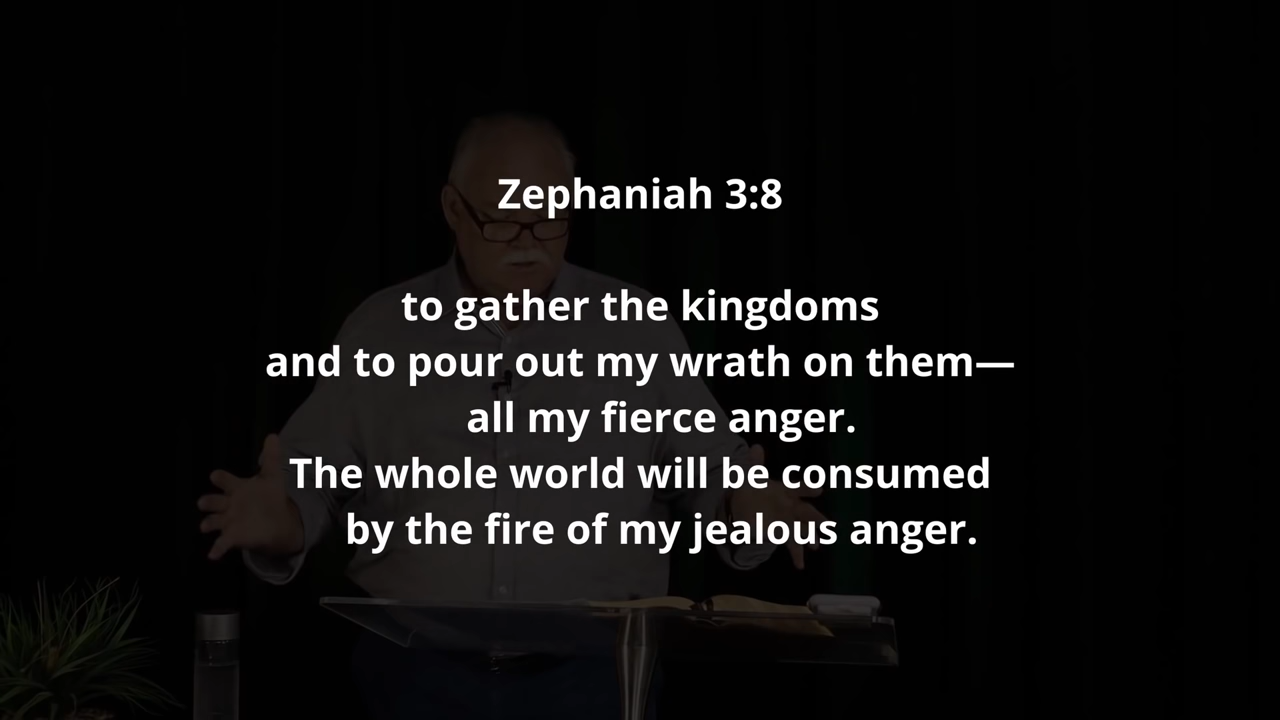 Zephaniah 3:8
to gather the kingdoms
and to pour out my wrath on them—
all my fierce anger.
The whole world will be consumed
by the fire of my jealous anger.